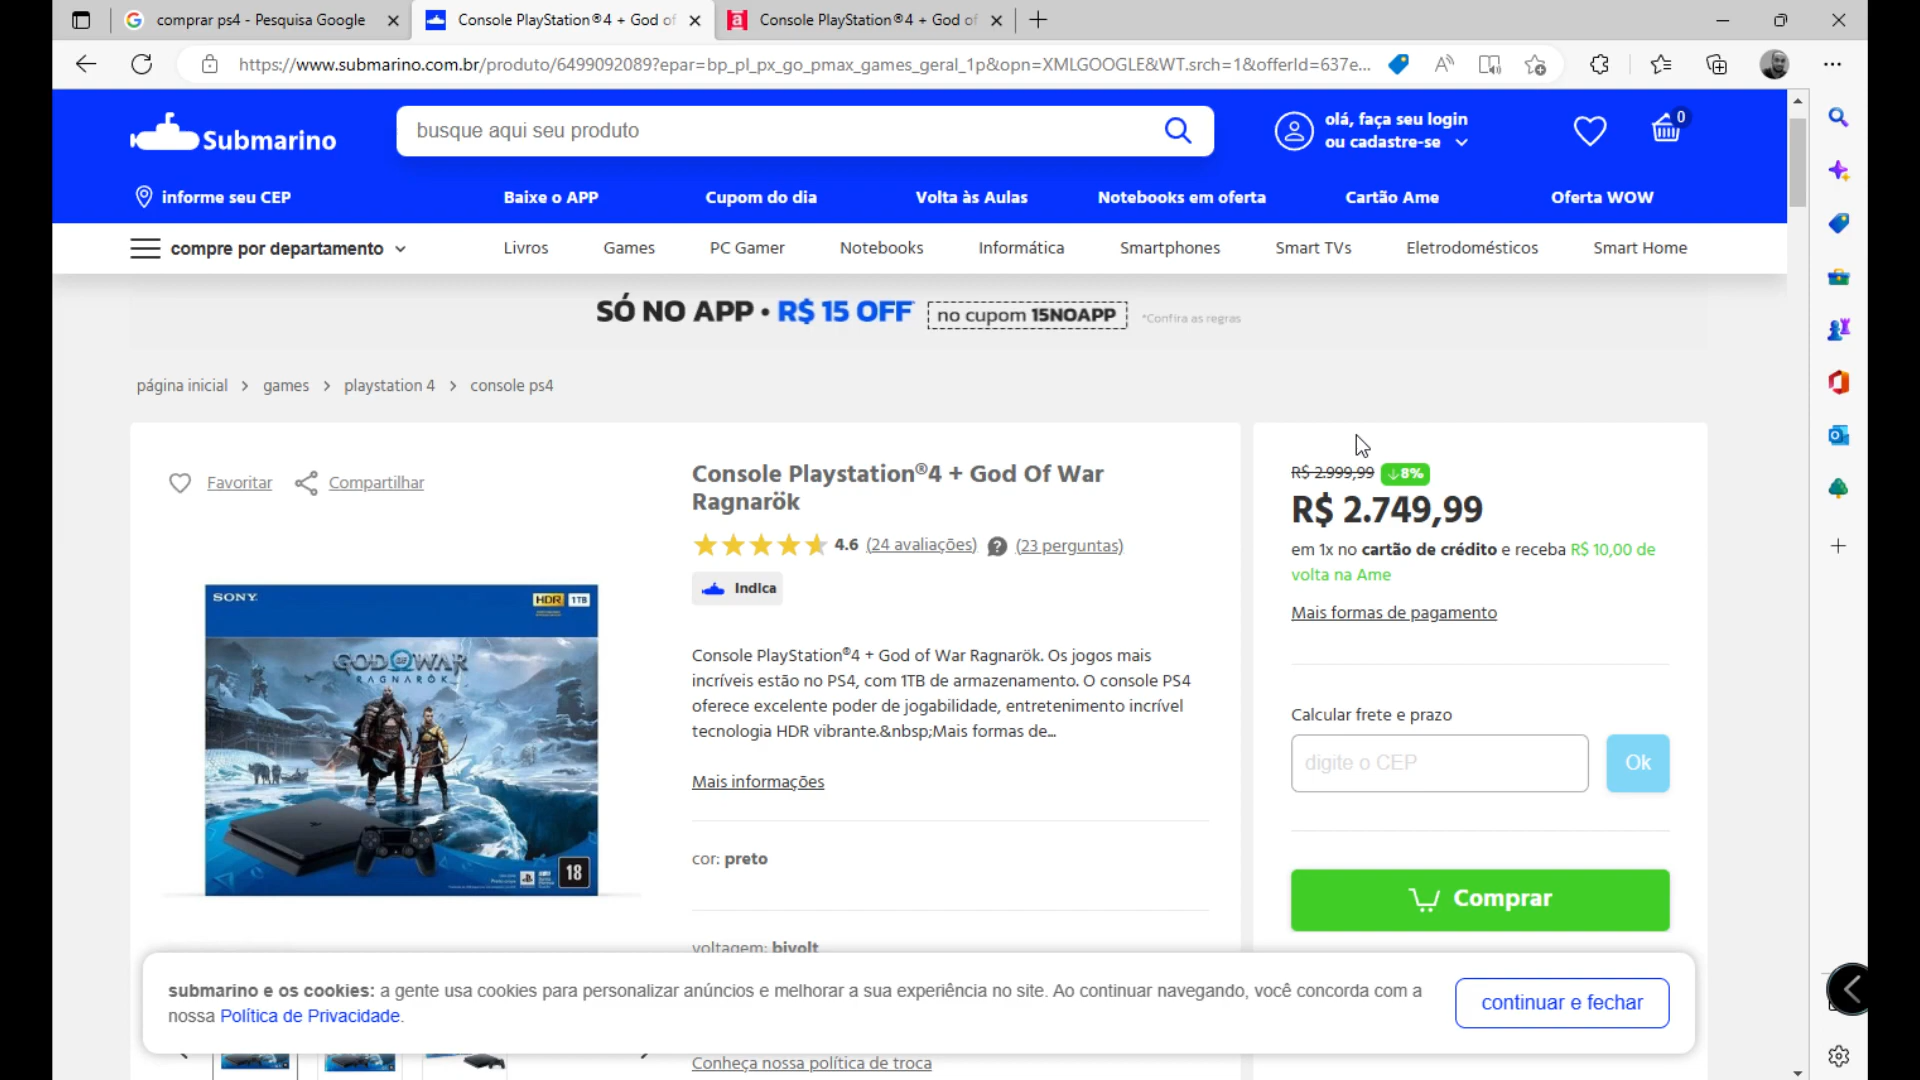 comprar ps4 - Pesquisa Google
Console PlayStation®4 + God of
Console PlayStation®4 + God of
https://www.submarino.com.br/produto/6499092089?epar=bp_pl_px_go_pmax_games_geral_1p&opn=XMLGOOGLE&WT.srch=1&offerId=637e...
Submarino
busque aqui seu produto
olá, faça seu login
ou cadastre-se
0
informe seu CEP
Baixe o APP
Cupom do dia
Volta às Aulas
Notebooks em oferta
Cartão Ame
Oferta WOW
compre por departamento
Livros
Games
PC Gamer
Notebooks
Informática
Smartphones
Smart TVs
Eletrodomésticos
Smart Home
SÓ NO APP • R$ 15 OFF no cupom 15NOAPP *Confira as regras
página inicial > games > playstation 4 > console ps4
Favoritar
Compartilhar
SONY
HDR 1TB
GOD OF WAR
RAGNARÖK
18
Console Playstation®4 + God Of War
Ragnarök
4.6 (24 avaliações) (23 perguntas)
Indica
Console PlayStation®4 + God of War Ragnarök. Os jogos mais
incríveis estão no PS4, com 1TB de armazenamento. O console PS4
oferece excelente poder de jogabilidade, entretenimento incrível
tecnologia HDR vibrante.&nbsp;Mais formas de...
Mais informações
cor: preto
voltagem: bivolt
R$ 2.999,99 ↓8%
R$ 2.749,99
em 1x no cartão de crédito e receba R$ 10,00 de
volta na Ame
Mais formas de pagamento
Calcular frete e prazo
digite o CEP
Ok
Comprar
submarino e os cookies: a gente usa cookies para personalizar anúncios e melhorar a sua experiência no site. Ao continuar navegando, você concorda com a
nossa Política de Privacidade.
continuar e fechar
Conheça nossa política de troca